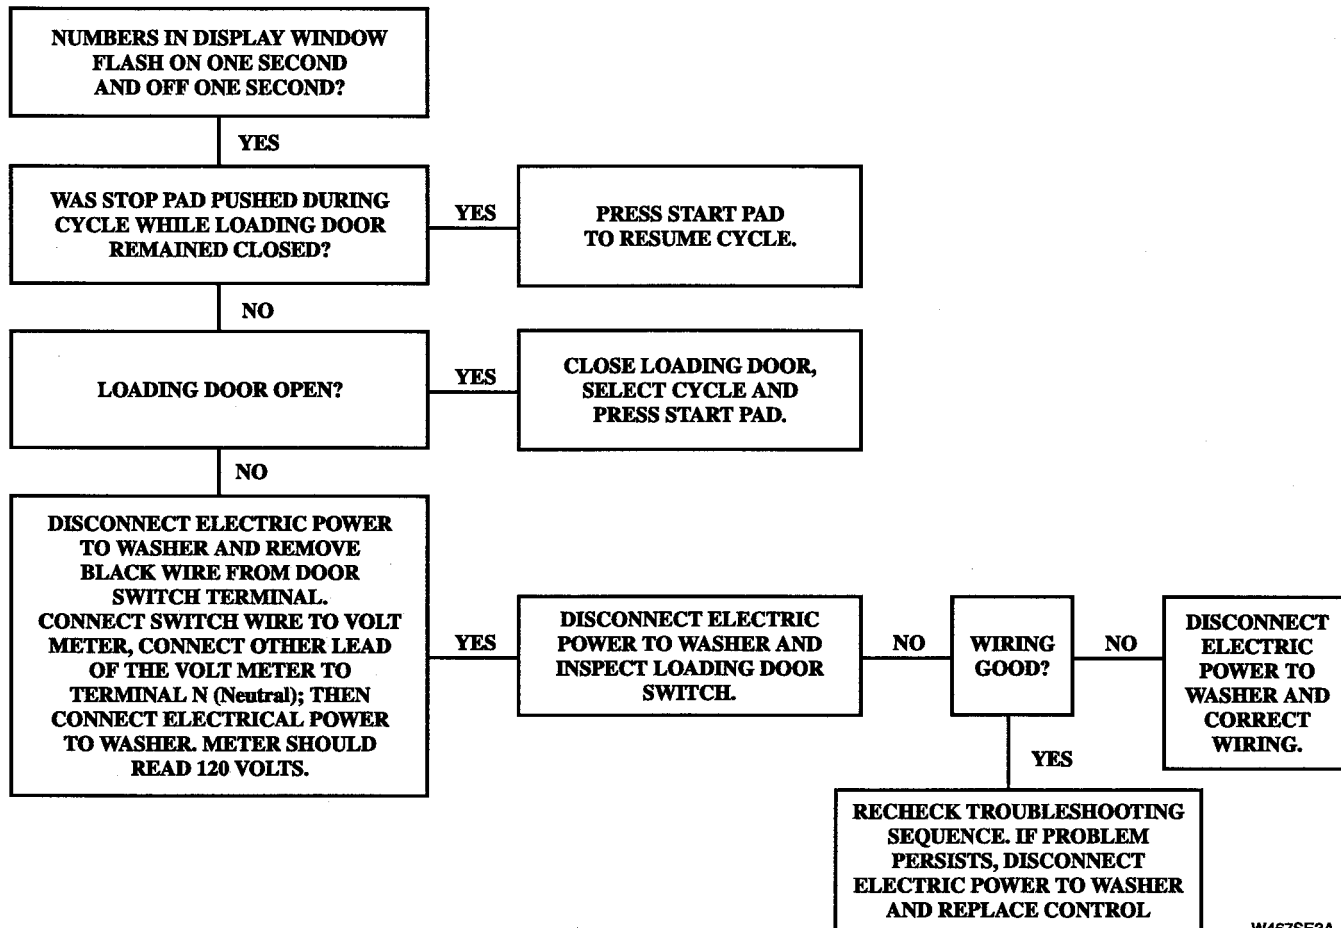 NUMBERS IN DISPLAY WINDOW
FLASH ON ONE SECOND
AND OFF ONE SECOND?
YES
WAS STOP PAD PUSHED DURING
CYCLE WHILE LOADING DOOR
REMAINED CLOSED?
YES
PRESS START PAD
TO RESUME CYCLE.
NO
LOADING DOOR OPEN?
YES
CLOSE LOADING DOOR,
SELECT CYCLE AND
PRESS START PAD.
NO
DISCONNECT ELECTRIC POWER
TO WASHER AND REMOVE
BLACK WIRE FROM DOOR
SWITCH TERMINAL.
CONNECT SWITCH WIRE TO VOLT
METER, CONNECT OTHER LEAD
OF THE VOLT METER TO
TERMINAL N (Neutral); THEN
CONNECT ELECTRICAL POWER
TO WASHER. METER SHOULD
READ 120 VOLTS.
YES
DISCONNECT ELECTRIC
POWER TO WASHER AND
INSPECT LOADING DOOR
SWITCH.
NO
WIRING
GOOD?
NO
DISCONNECT
ELECTRIC
POWER TO
WASHER AND
CORRECT
WIRING.
YES
RECHECK TROUBLESHOOTING
SEQUENCE. IF PROBLEM
PERSISTS, DISCONNECT
ELECTRIC POWER TO WASHER
AND REPLACE CONTROL